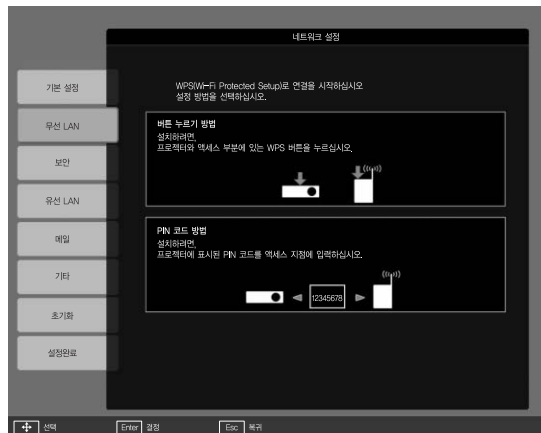 네트워크 설정
기본 설정
무선 LAN
보안
유선 LAN
메일
기타
초기화
설정완료
WPS(Wi-Fi Protected Setup)로 연결을 시작하십시오
설정 방법을 선택하십시오.
버튼 누르기 방법
설치하려면,
프로젝터와 액세스 부분에 있는 WPS 버튼을 누르십시오.
PIN 코드 방법
설치하려면,
프로젝터에 표시된 PIN 코드를 액세스 지점에 입력하십시오.
12345678
선택 Enter 결정 Esc 복귀